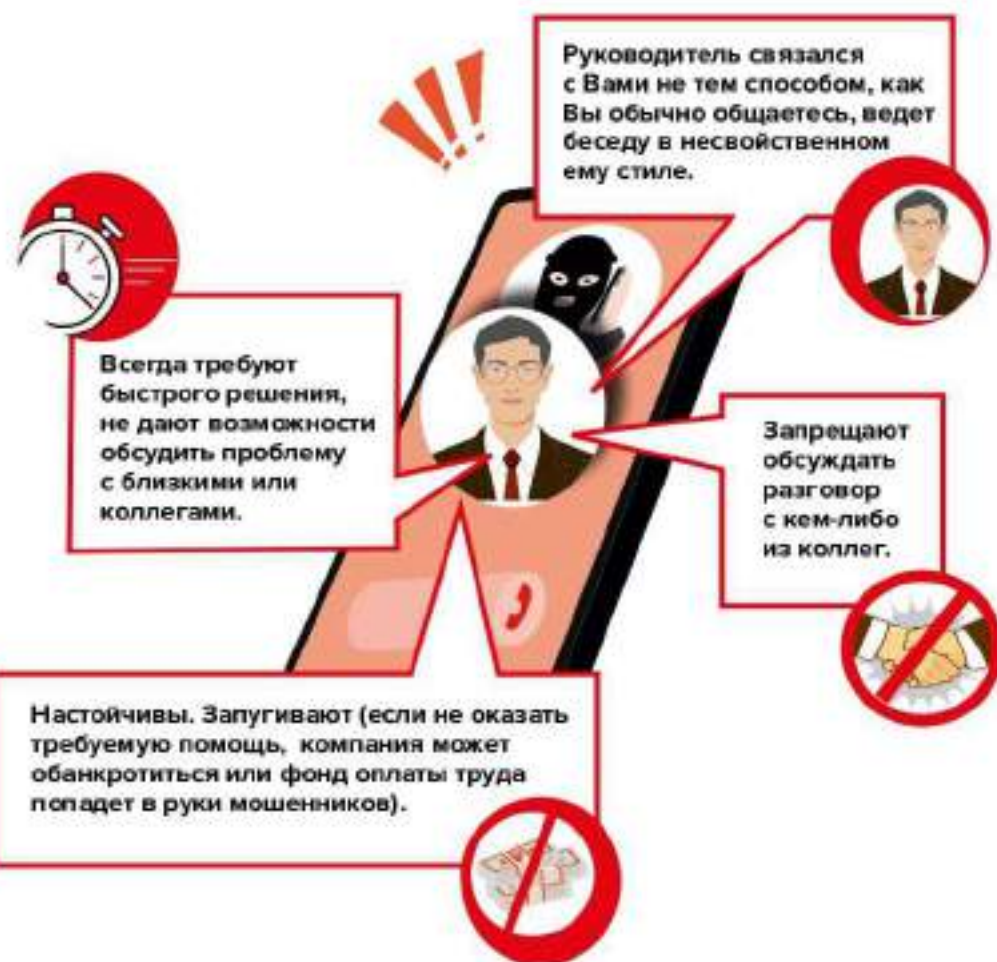 Руководитель связался
с Вами не тем способом, как
Вы обычно общаетесь, ведет
беседу в несвойственном
ему стиле.
Всегда требуют
быстрого решения,
не дают возможности
обсудить проблему
с близкими или
коллегами.
Запрещают
обсуждать
разговор
с кем-либо
из коллег.
Настойчивы. Запугивают (если не оказать
требуемую помощь, компания может
обанкротиться или фонд оплаты труда
попадет в руки мошенников).